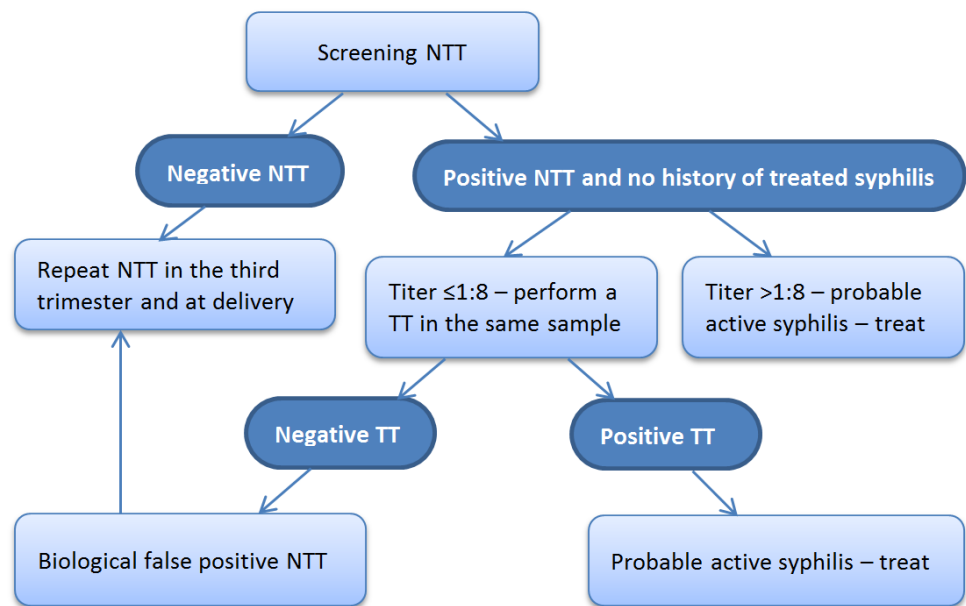 Screening NTT
Negative NTT
Positive NTT and no history of treated syphilis
Repeat NTT in the third
trimester and at delivery
Titer ≤1:8 – perform a
TT in the same sample
Titer >1:8 – probable
active syphilis – treat
Negative TT
Positive TT
Biological false positive NTT
Probable active syphilis – treat